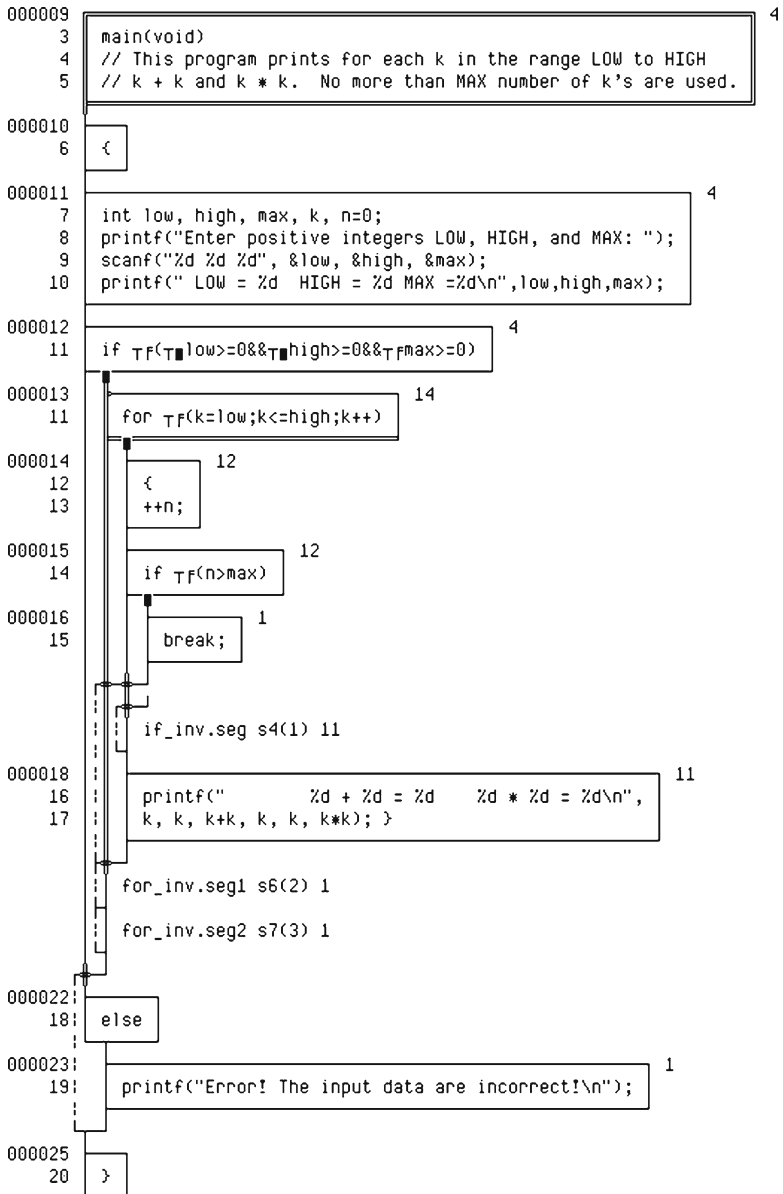 000009 4
3 main(void)
4 // This program prints for each k in the range LOW to HIGH
5 // k + k and k * k.  No more than MAX number of k's are used.
000010
6 {
000011 4
7 int low, high, max, k, n=0;
8 printf("Enter positive integers LOW, HIGH, and MAX: ");
9 scanf("%d %d %d", &low, &high, &max);
10 printf(" LOW = %d  HIGH = %d MAX =%d\n",low,high,max);
000012 4
11 if TF(T■low>=0&&T■high>=0&&TFmax>=0)
000013 14
11 for TF(k=low;k<=high;k++)
000014 12
12 {
13 ++n;
000015 12
14 if TF(n>max)
000016 1
15 break;
if_inv.seg s4(1) 11
000018 11
16 printf("        %d + %d = %d    %d * %d = %d\n",
17 k, k, k+k, k, k, k*k); }
for_inv.seg1 s6(2) 1
for_inv.seg2 s7(3) 1
000022
18 else
000023 1
19 printf("Error! The input data are incorrect!\n");
000025
20 }